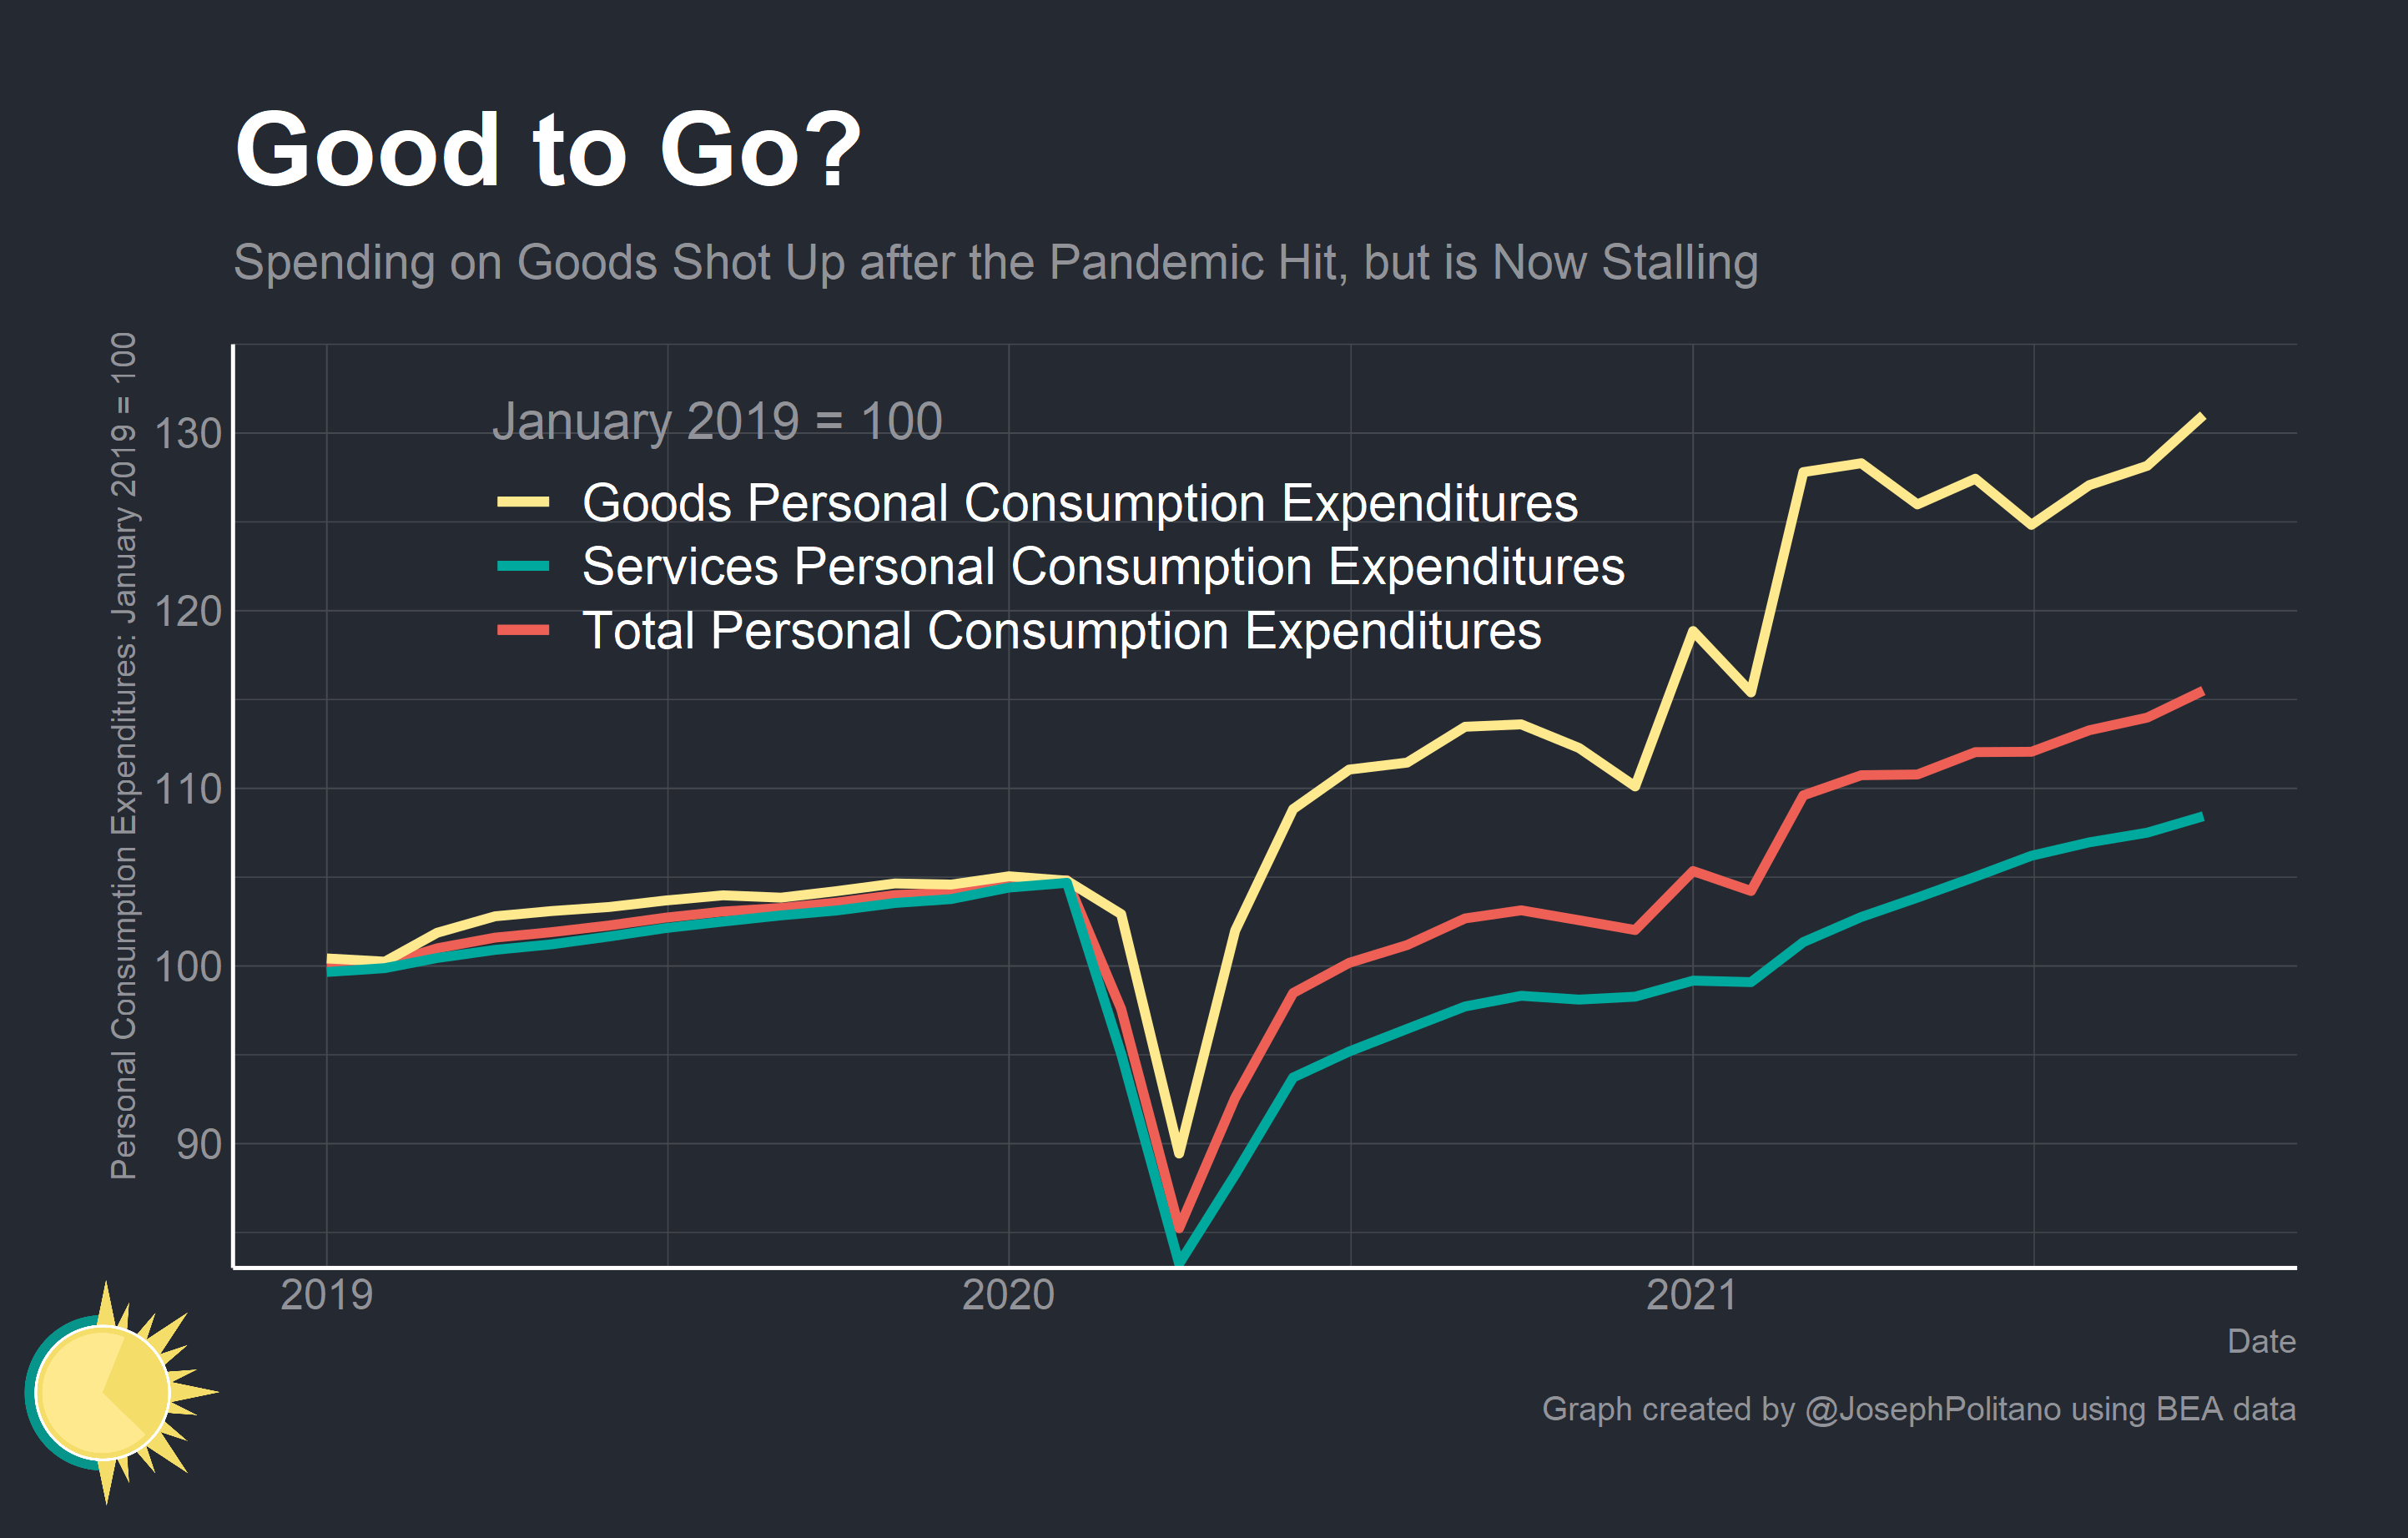 Good to Go?
Spending on Goods Shot Up after the Pandemic Hit, but is Now Stalling
Personal Consumption Expenditures: January 2019 = 100
130
120
110
100
90
January 2019 = 100
Goods Personal Consumption Expenditures
Services Personal Consumption Expenditures
Total Personal Consumption Expenditures
2019
2020
2021
Date
Graph created by @JosephPolitano using BEA data